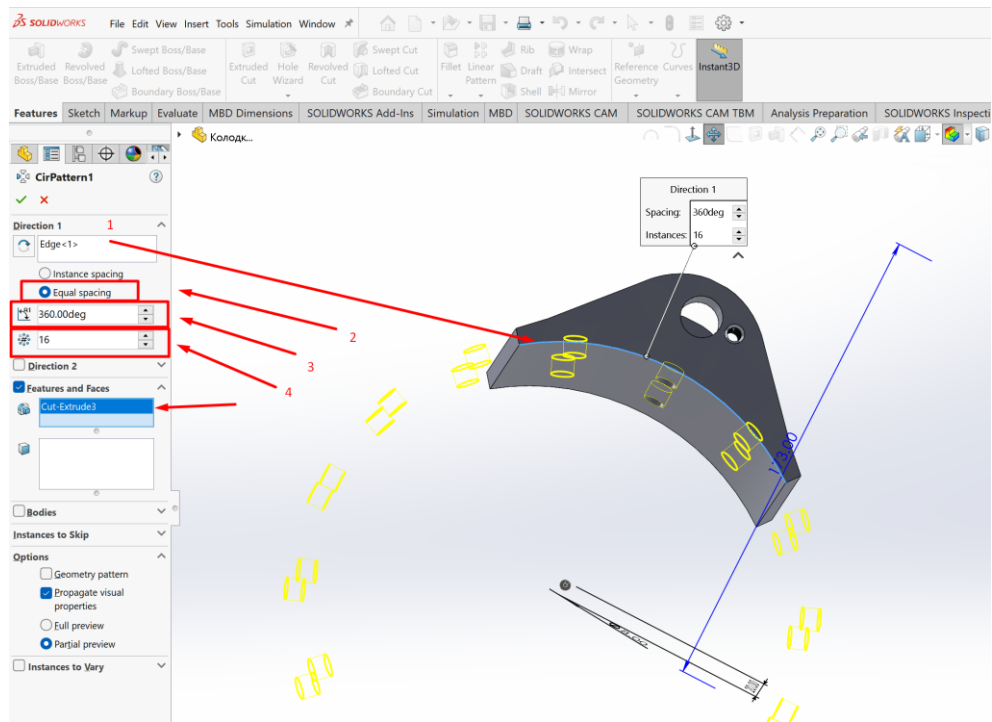 SOLIDWORKS File Edit View Insert Tools Simulation Window
Extruded Boss/Base
Revolved Boss/Base
Swept Boss/Base
Lofted Boss/Base
Boundary Boss/Base
Extruded Cut
Hole Wizard
Revolved Cut
Swept Cut
Lofted Cut
Boundary Cut
Fillet
Linear Pattern
Rib
Draft
Shell
Wrap
Intersect
Mirror
Reference Geometry
Curves
Instant3D
Features Sketch Markup Evaluate MBD Dimensions SOLIDWORKS Add-Ins Simulation MBD SOLIDWORKS CAM SOLIDWORKS CAM TBM Analysis Preparation SOLIDWORKS Inspecti
Колодк...
CirPattern1
Direction 1
1
Edge<1>
Instance spacing
Equal spacing
2
360.00deg
3
16
4
Direction 2
Features and Faces
Cut-Extrude3
Bodies
Instances to Skip
Options
Geometry pattern
Propagate visual
properties
Full preview
Partial preview
Instances to Vary
Direction 1
Spacing: 360deg
Instances: 16